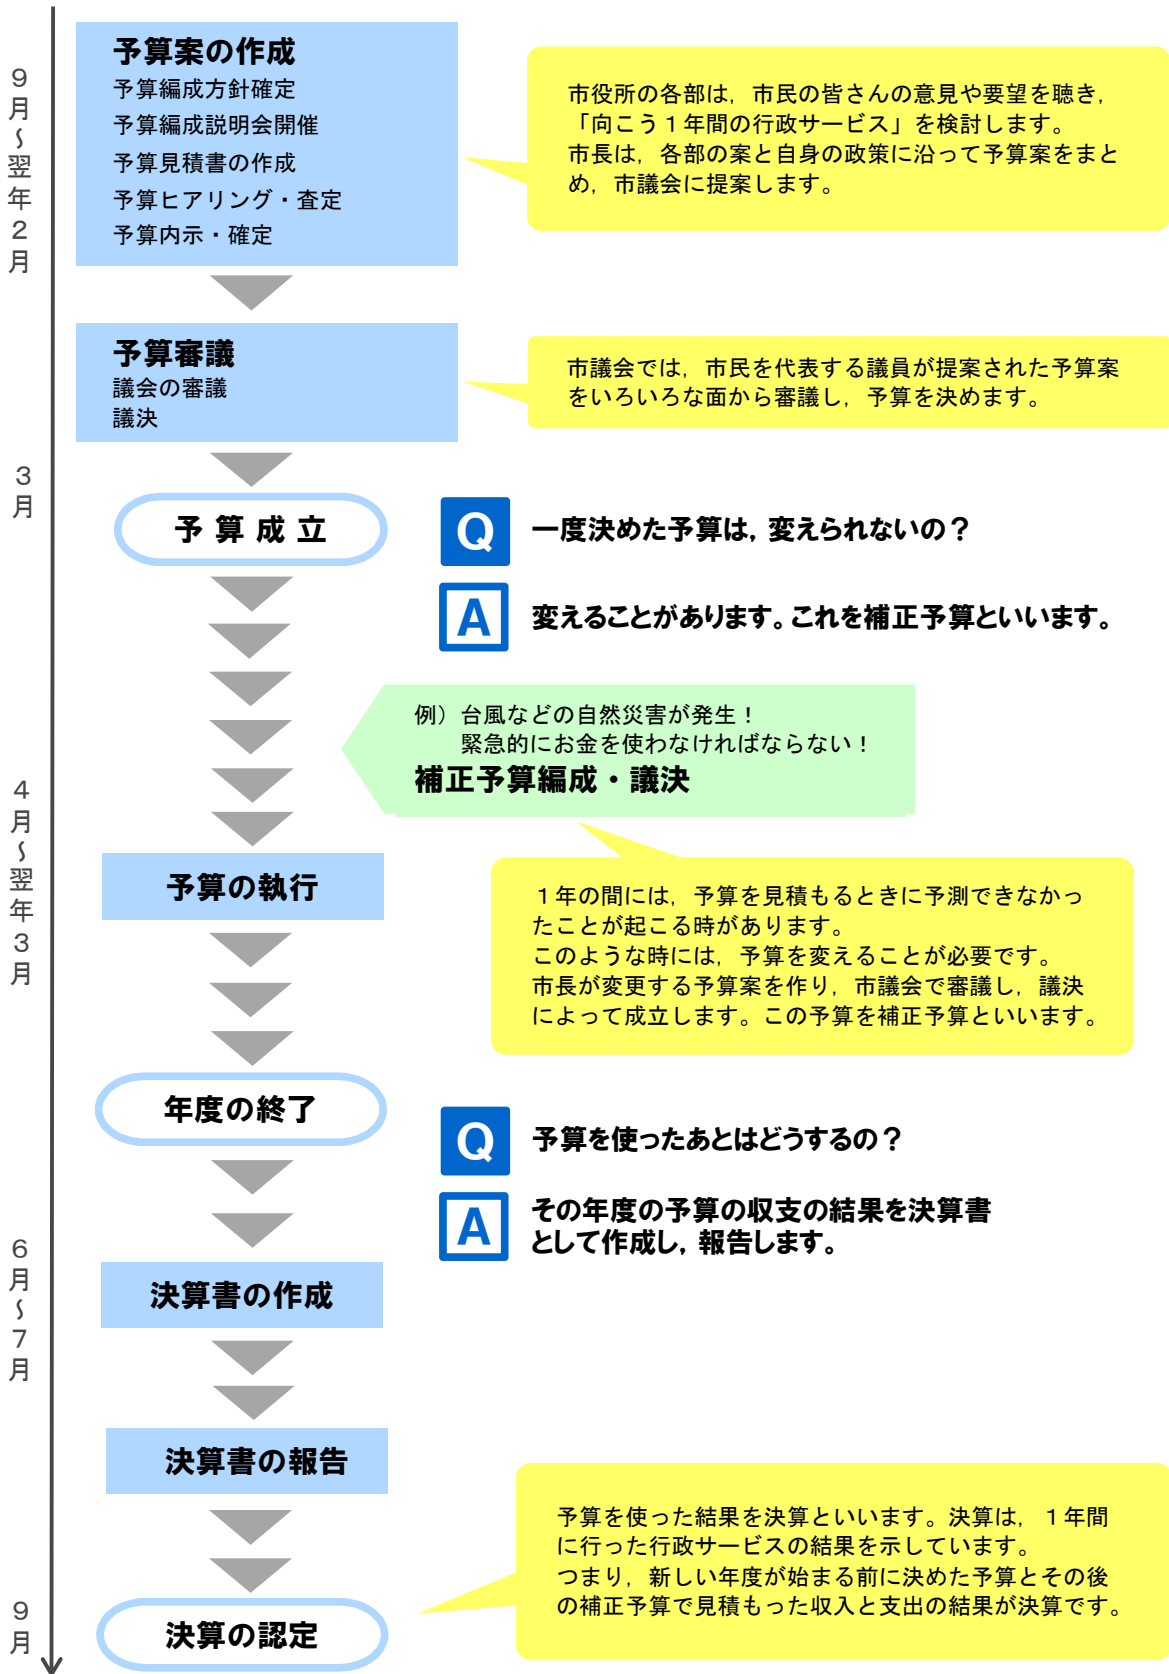 9月～翌年2月
予算案の作成
予算編成方針確定
予算編成説明会開催
予算見積書の作成
予算ヒアリング・査定
予算内示・確定
市役所の各部は，市民の皆さんの意見や要望を聴き，
「向こう１年間の行政サービス」を検討します。
市長は，各部の案と自身の政策に沿って予算案をまと
め，市議会に提案します。
予算審議
議会の審議
議決
市議会では，市民を代表する議員が提案された予算案
をいろいろな面から審議し，予算を決めます。
3月
予算成立
Q
一度決めた予算は，変えられないの？
A
変えることがあります。これを補正予算といいます。
例）台風などの自然災害が発生！
緊急的にお金を使わなければならない！
補正予算編成・議決
4月～翌年3月
予算の執行
１年の間には，予算を見積もるときに予測できなかっ
たことが起こる時があります。
このような時には，予算を変えることが必要です。
市長が変更する予算案を作り，市議会で審議し，議決
によって成立します。この予算を補正予算といいます。
年度の終了
Q
予算を使ったあとはどうするの？
A
その年度の予算の収支の結果を決算書
として作成し，報告します。
6月～7月
決算書の作成
決算書の報告
予算を使った結果を決算といいます。決算は，１年間
に行った行政サービスの結果を示しています。
つまり，新しい年度が始まる前に決めた予算とその後
の補正予算で見積もった収入と支出の結果が決算です。
9月
決算の認定